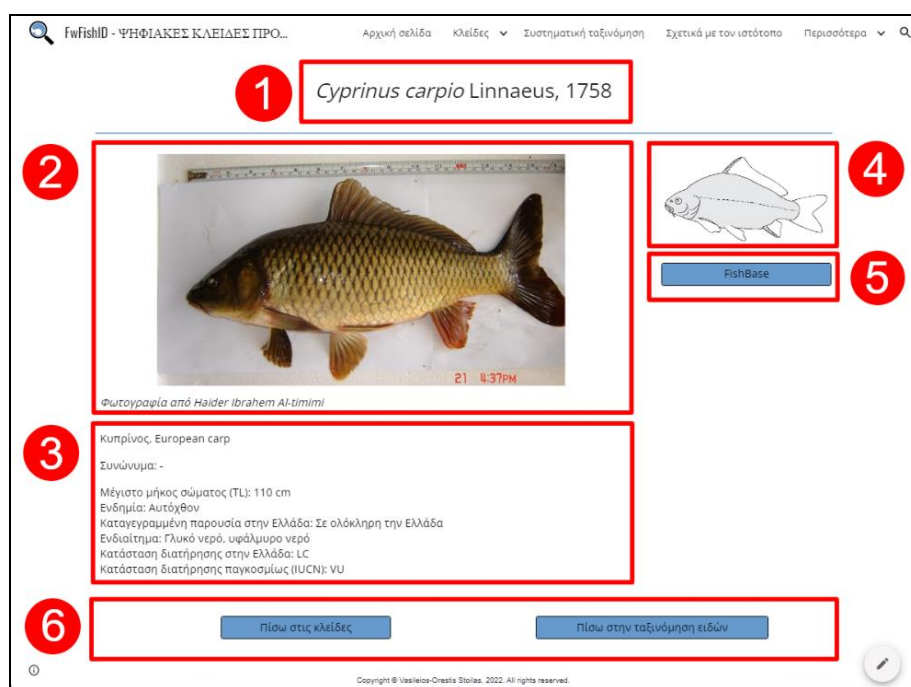 FwFishID - ΨΗΦΙΑΚΕΣ ΚΛΕΙΔΕΣ ΠΡΟ...
Αρχική σελίδα Κλείδες Συστηματική ταξινόμηση Σχετικά με τον ιστότοπο Περισσότερα
1
Cyprinus carpio Linnaeus, 1758
2
21 4:37PM
Φωτογραφία από Haider Ibrahem Al-timimi
4
5
FishBase
3
Κυπρίνος, European carp
Συνώνυμα: -
Μέγιστο μήκος σώματος (TL): 110 cm
Ενδημία: Αυτόχθον
Καταγεγραμμένη παρουσία στην Ελλάδα: Σε ολόκληρη την Ελλάδα
Ενδιαίτημα: Γλυκό νερό, υφάλμυρο νερό
Κατάσταση διατήρησης στην Ελλάδα: LC
Κατάσταση διατήρησης παγκοσμίως (IUCN): VU
6
Πίσω στις κλείδες
Πίσω στην ταξινόμηση ειδών
Copyright © Vasileios-Orestis Stoilas, 2022. All rights reserved.